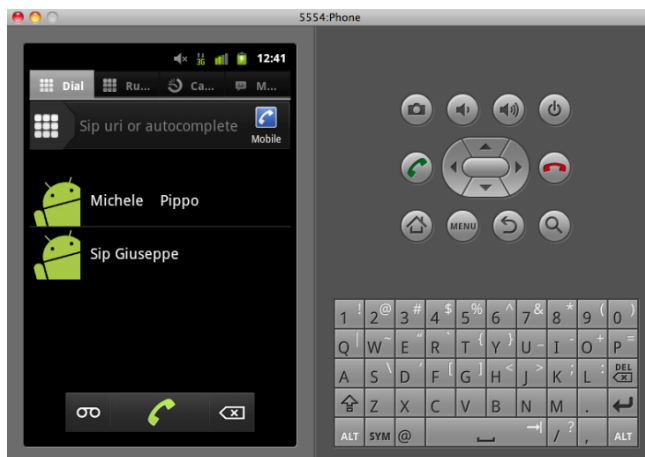 5554:Phone
3G 12:41
Dial Ru... Ca... M...
Sip uri or autocomplete
Mobile
Michele Pippo
Sip Giuseppe
MENU
1 ! 2 @ 3 # 4 $ 5 % 6 ^ 7 & 8 * 9 ( 0 )
Q | W ~ E " R ` T { Y } U _ I - O + P =
A S \ D ' F [ G ] H < J > K ; L : DEL
Z X C V B N M .
ALT SYM @ / ? , ALT